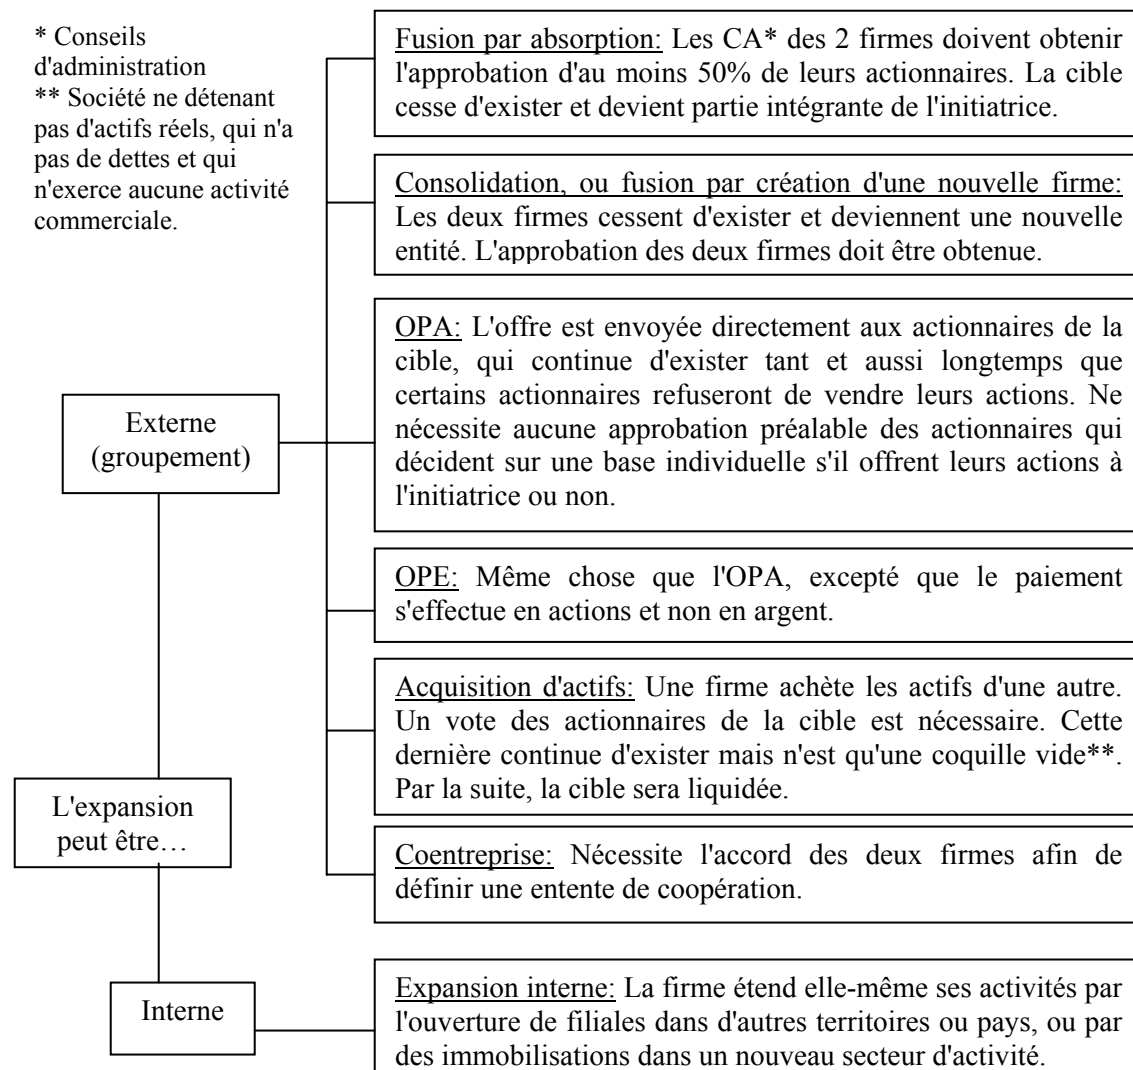 * Conseils
d'administration
** Société ne détenant
pas d'actifs réels, qui n'a
pas de dettes et qui
n'exerce aucune activité
commerciale.
Fusion par absorption: Les CA* des 2 firmes doivent obtenir
l'approbation d'au moins 50% de leurs actionnaires. La cible
cesse d'exister et devient partie intégrante de l'initiatrice.
Consolidation, ou fusion par création d'une nouvelle firme:
Les deux firmes cessent d'exister et deviennent une nouvelle
entité. L'approbation des deux firmes doit être obtenue.
OPA: L'offre est envoyée directement aux actionnaires de la
cible, qui continue d'exister tant et aussi longtemps que
certains actionnaires refuseront de vendre leurs actions. Ne
nécessite aucune approbation préalable des actionnaires qui
décident sur une base individuelle s'il offrent leurs actions à
l'initiatrice ou non.
Externe
(groupement)
OPE: Même chose que l'OPA, excepté que le paiement
s'effectue en actions et non en argent.
Acquisition d'actifs: Une firme achète les actifs d'une autre.
Un vote des actionnaires de la cible est nécessaire. Cette
dernière continue d'exister mais n'est qu'une coquille vide**.
Par la suite, la cible sera liquidée.
L'expansion
peut être…
Coentreprise: Nécessite l'accord des deux firmes afin de
définir une entente de coopération.
Interne
Expansion interne: La firme étend elle-même ses activités par
l'ouverture de filiales dans d'autres territoires ou pays, ou par
des immobilisations dans un nouveau secteur d'activité.